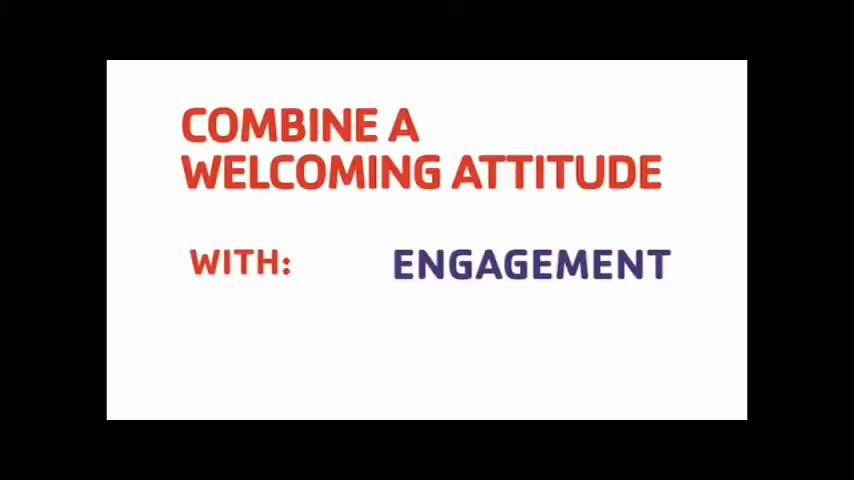 COMBINE A
WELCOMING ATTITUDE
WITH: ENGAGEMENT